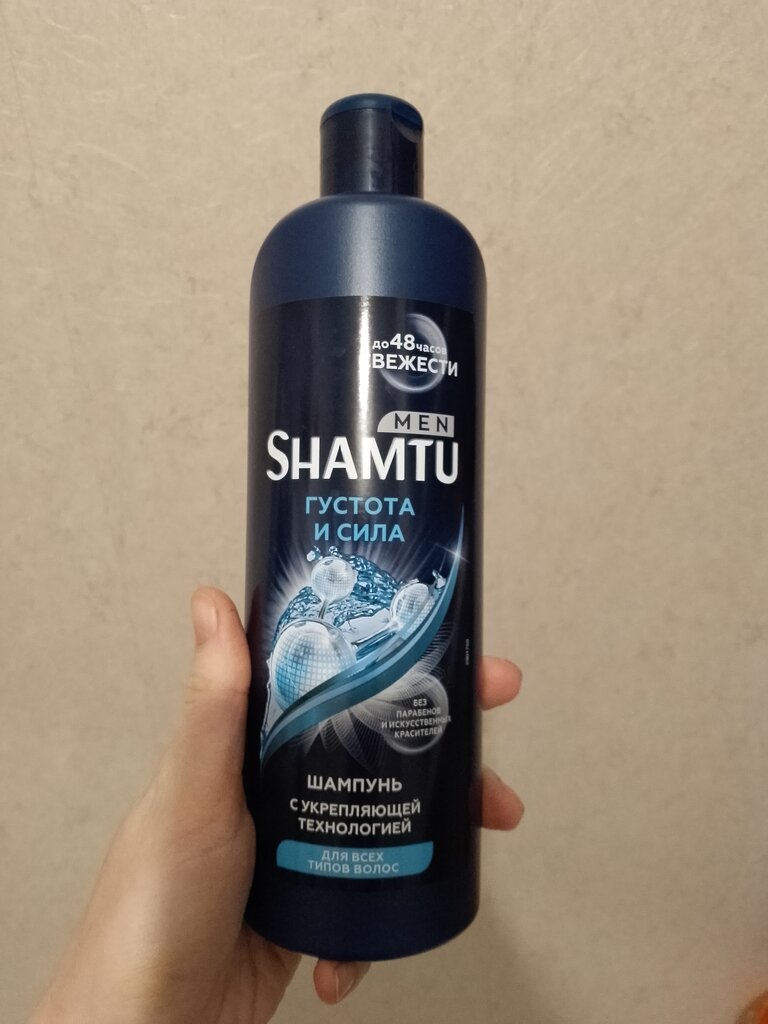 до 48 часов
СВЕЖЕСТИ
MEN
SHAMTU
ГУСТОТА
И СИЛА
БЕЗ
ПАРАБЕНОВ
И ИСКУССТВЕННЫХ
КРАСИТЕЛЕЙ
ШАМПУНЬ
С УКРЕПЛЯЮЩЕЙ
ТЕХНОЛОГИЕЙ
ДЛЯ ВСЕХ
ТИПОВ ВОЛОС